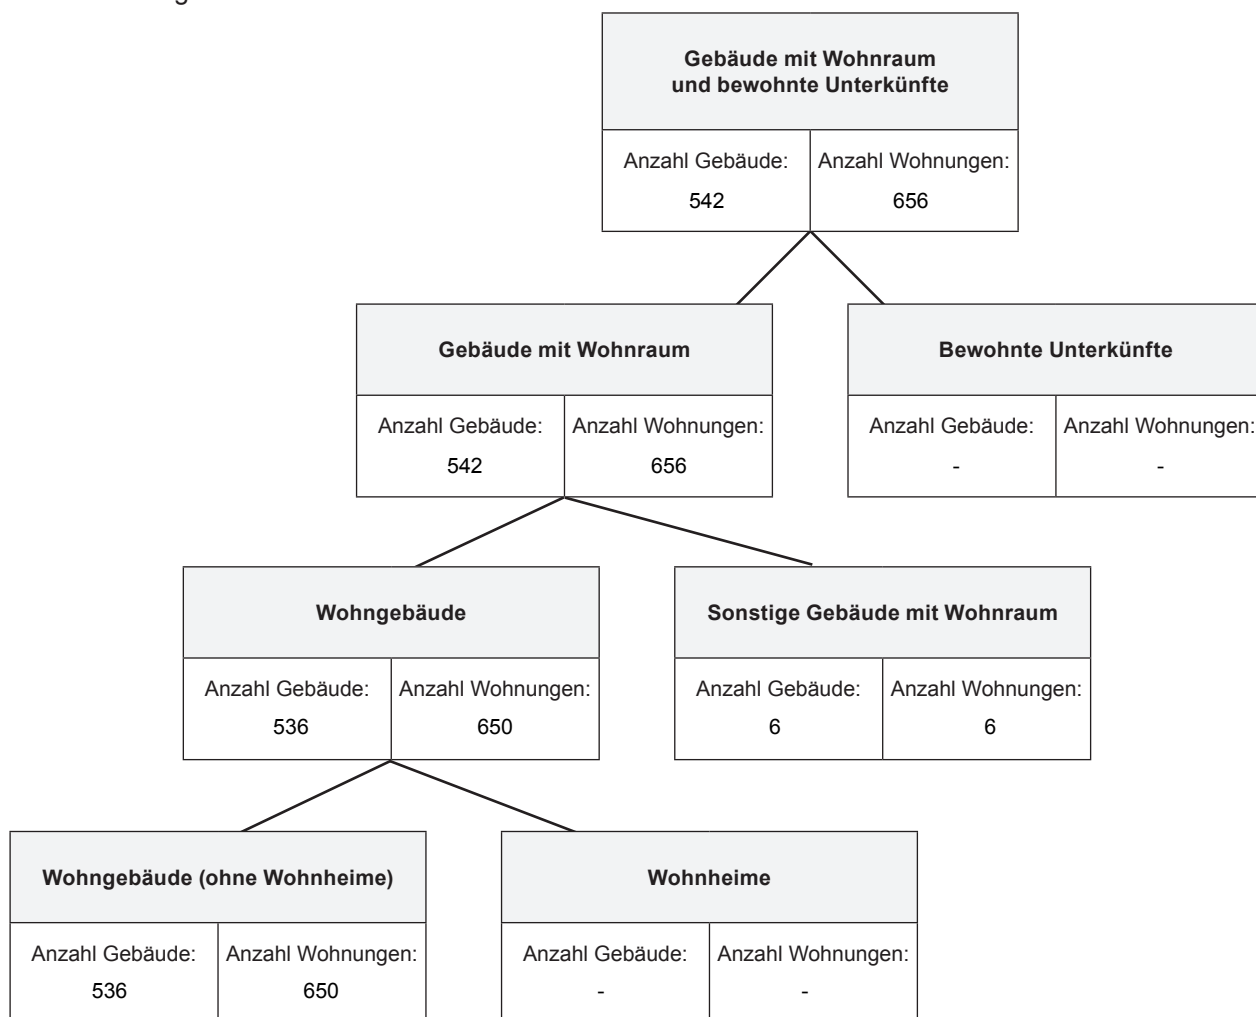 Gebäude mit Wohnraum
und bewohnte Unterkünfte
Anzahl Gebäude: Anzahl Wohnungen:
542 656
Gebäude mit Wohnraum
Anzahl Gebäude: Anzahl Wohnungen:
542 656
Bewohnte Unterkünfte
Anzahl Gebäude: Anzahl Wohnungen:
- -
Wohngebäude
Anzahl Gebäude: Anzahl Wohnungen:
536 650
Sonstige Gebäude mit Wohnraum
Anzahl Gebäude: Anzahl Wohnungen:
6 6
Wohngebäude (ohne Wohnheime)
Anzahl Gebäude: Anzahl Wohnungen:
536 650
Wohnheime
Anzahl Gebäude: Anzahl Wohnungen:
- -